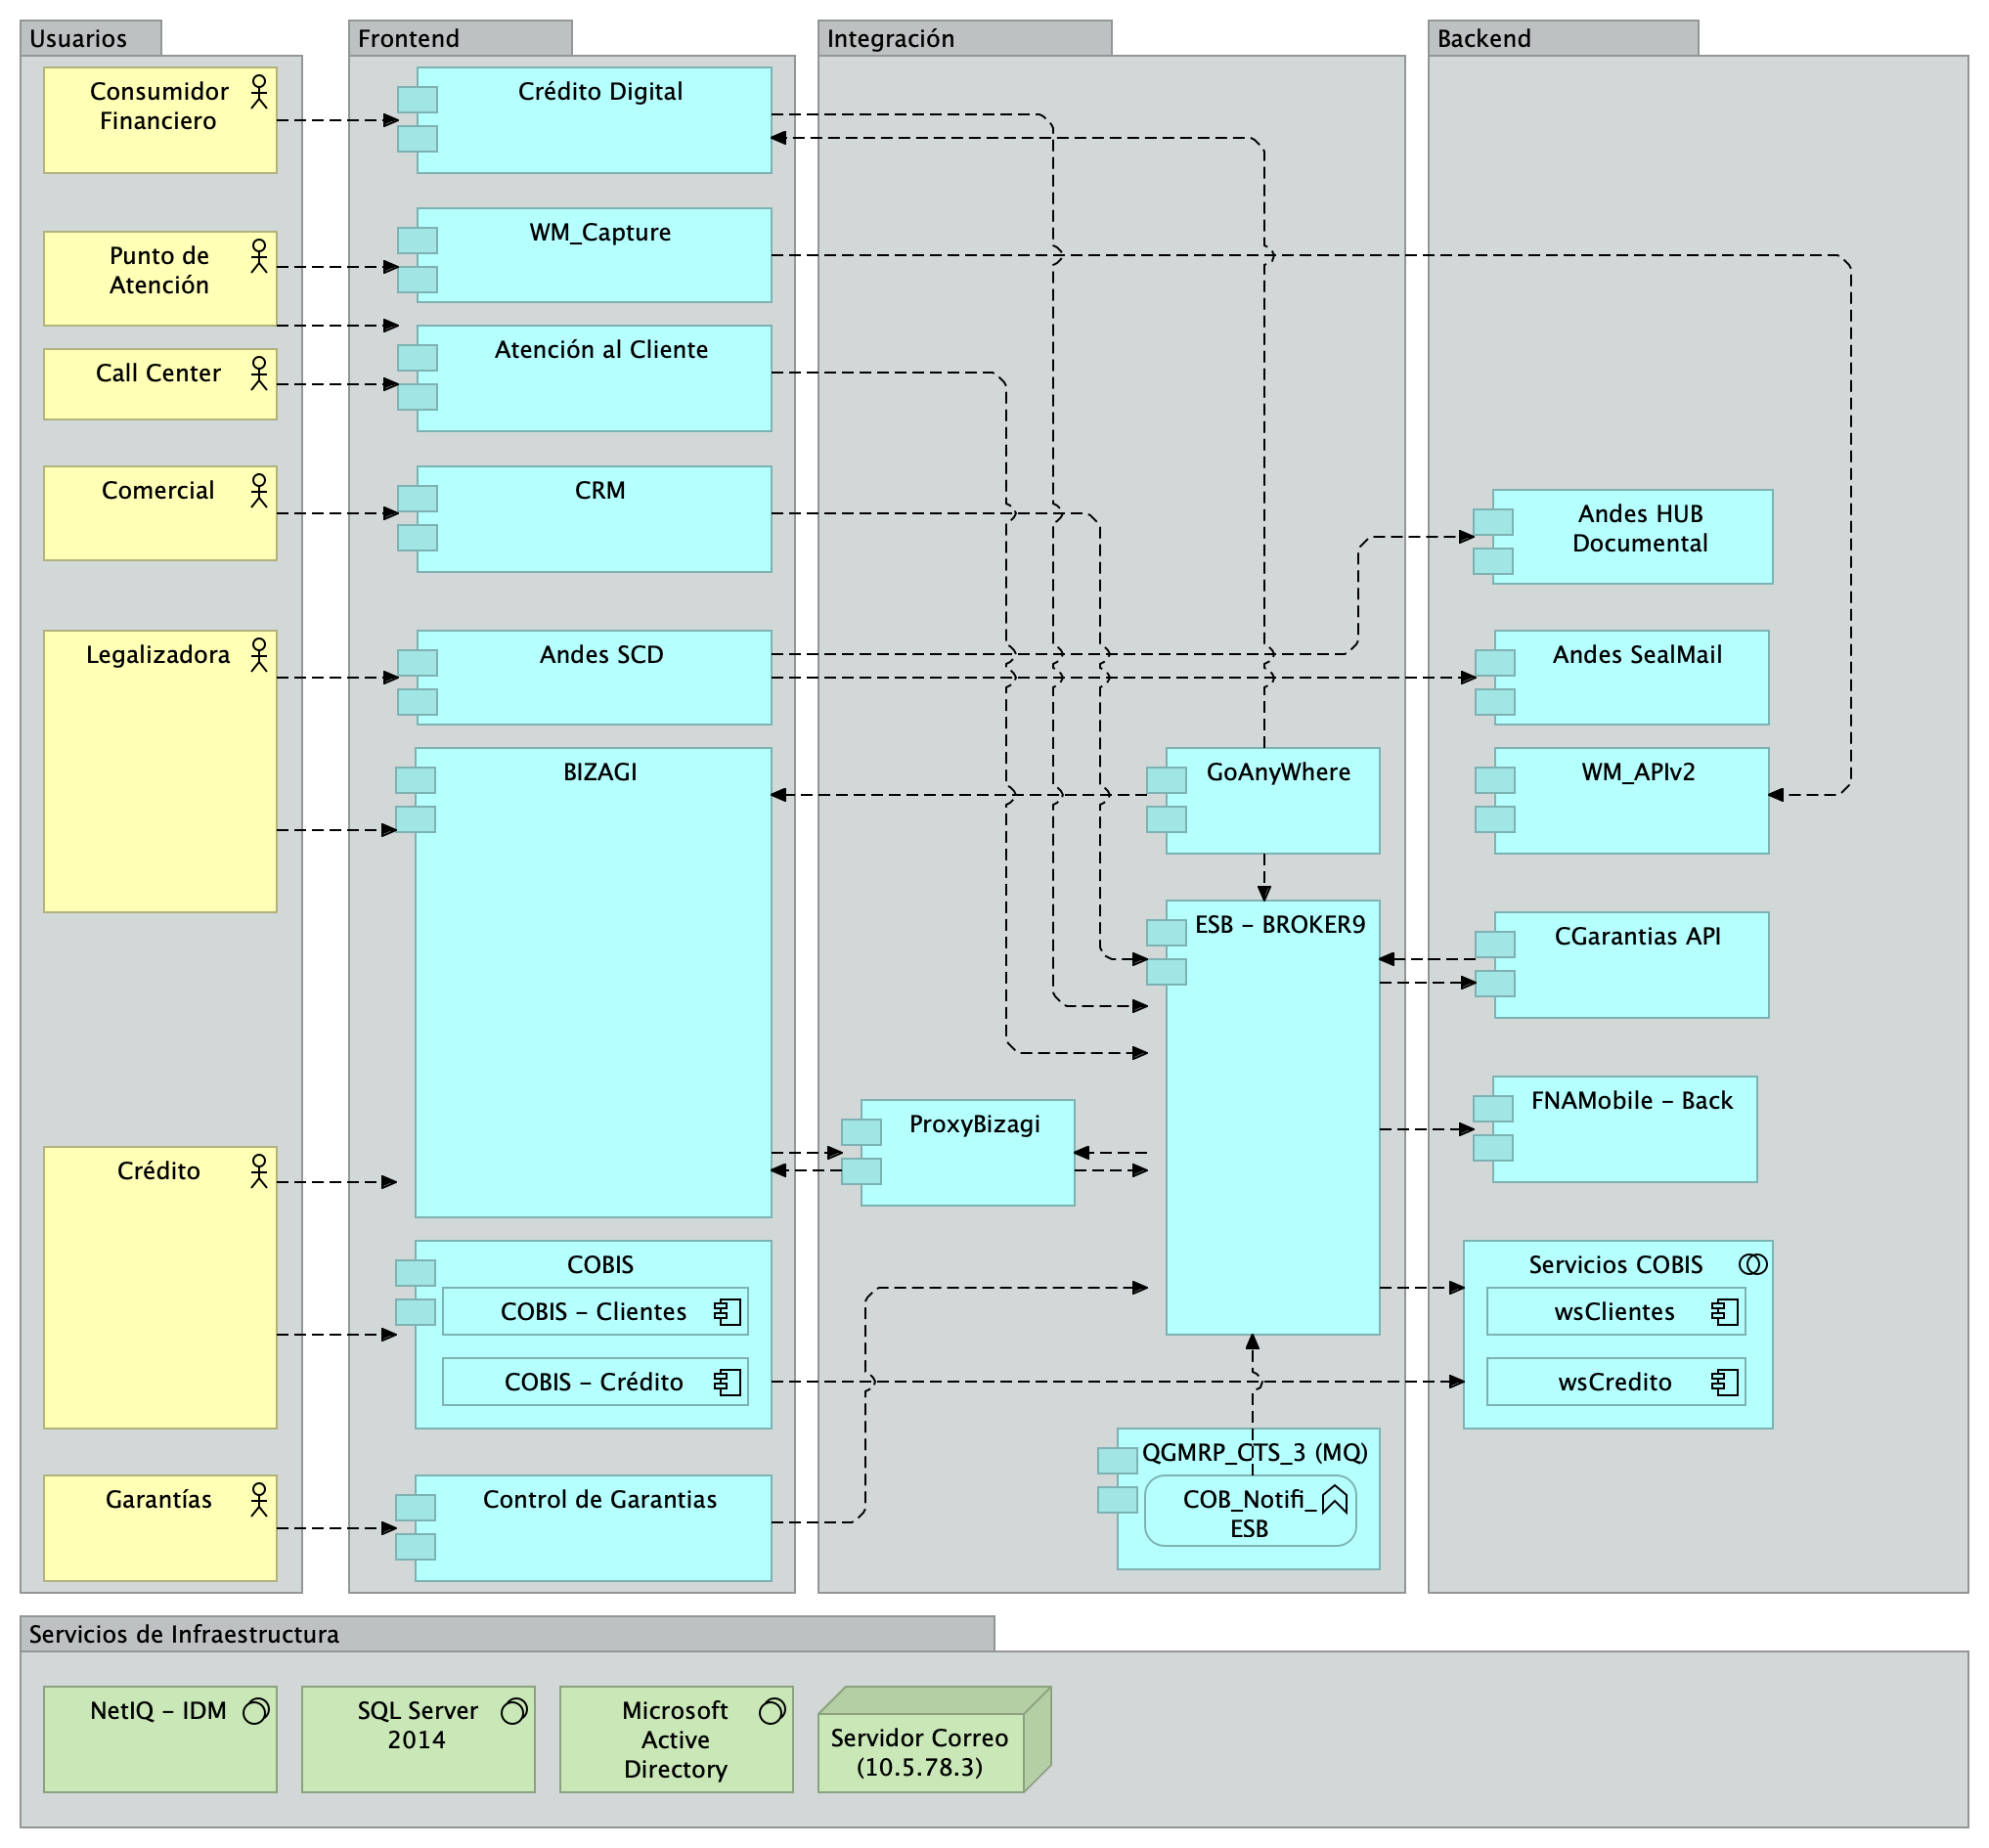 Usuarios
Consumidor
Financiero
Punto de
Atención
Call Center
Comercial
Legalizadora
Crédito
Garantías
Frontend
Crédito Digital
WM_Capture
Atención al Cliente
CRM
Andes SCD
BIZAGI
COBIS
COBIS - Clientes
COBIS - Crédito
Control de Garantias
Integración
GoAnyWhere
ESB - BROKER9
ProxyBizagi
QGMRP_CTS_3 (MQ)
COB_Notifi_
ESB
Backend
Andes HUB
Documental
Andes SealMail
WM_APIv2
CGarantias API
FNAMobile - Back
Servicios COBIS
wsClientes
wsCredito
Servicios de Infraestructura
NetIQ - IDM
SQL Server
2014
Microsoft
Active
Directory
Servidor Correo
(10.5.78.3)